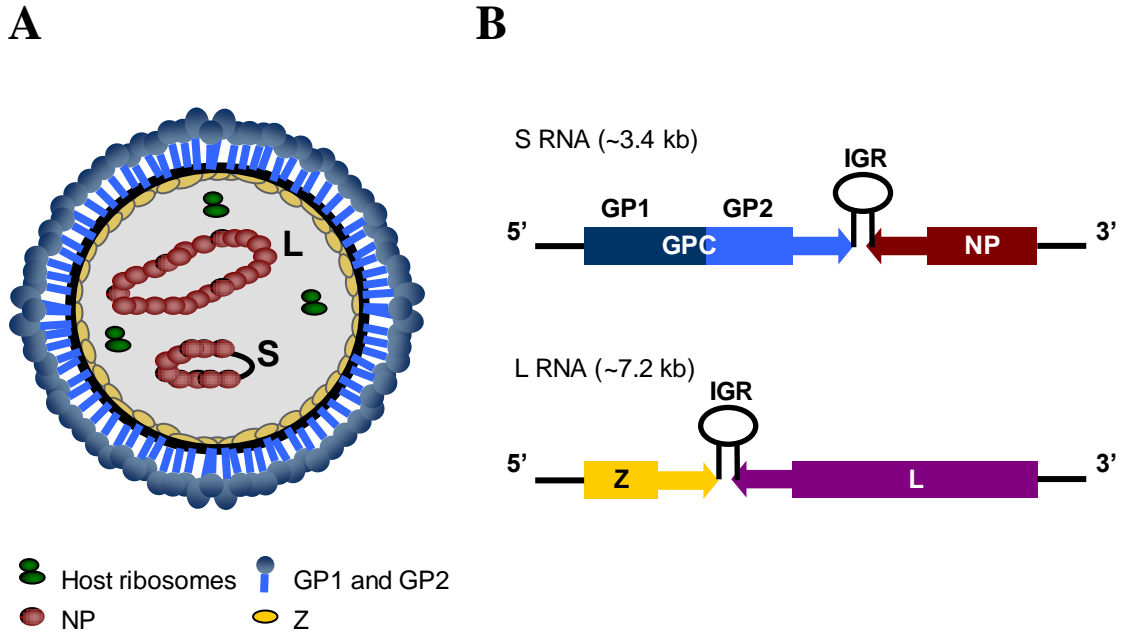 A
B
L
S
Host ribosomes
GP1 and GP2
NP
Z
S RNA (~3.4 kb)
IGR
GP1
GP2
5’
GPC
NP
3’
L RNA (~7.2 kb)
IGR
5’
Z
L
3’